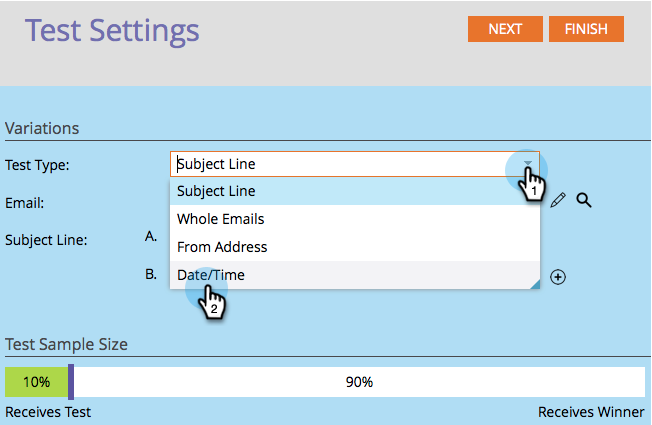 Test Settings
NEXT
FINISH
Variations
Test Type:
Subject Line
1
Subject Line
Whole Emails
From Address
Date/Time
2
Email:
Subject Line:
A.
B.
Test Sample Size
10%
90%
Receives Test
Receives Winner